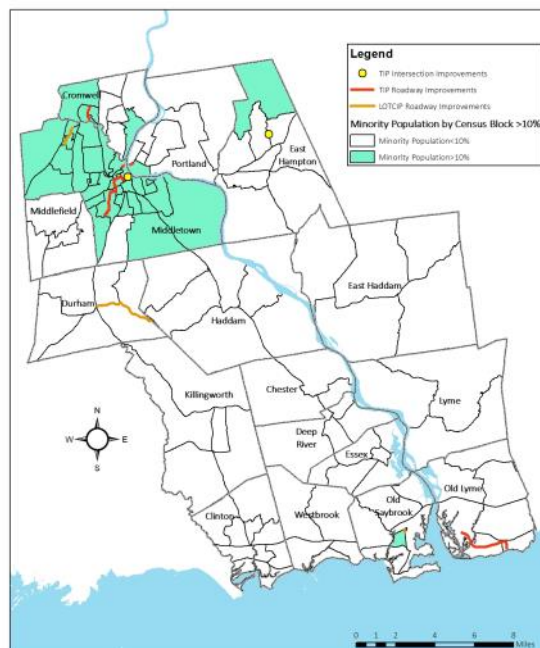 Legend
TIP Intersection Improvements
TIP Roadway Improvements
LOTCIP Roadway Improvements
Minority Population by Census Block >10%
Minority Population<10%
Minority Population>10%
Cromwell
Portland
East
Hampton
Middlefield
Middletown
East Haddam
Durham
Haddam
Killingworth
Chester
Lyme
N
W
E
S
Deep
River
Essex
Old Lyme
Clinton
Westbrook
Old
Saybrook
0 1 2 4 6 8
Miles